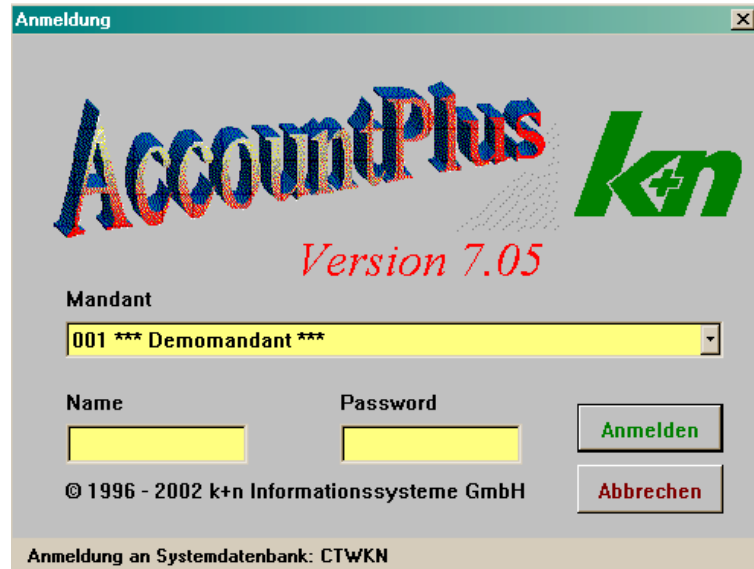 Anmeldung
AccountPlus
k+n
Version 7.05
Mandant
001 *** Demomandant ***
Name
Password
Anmelden
© 1996 - 2002 k+n Informationssysteme GmbH
Abbrechen
Anmeldung an Systemdatenbank: CTWKN